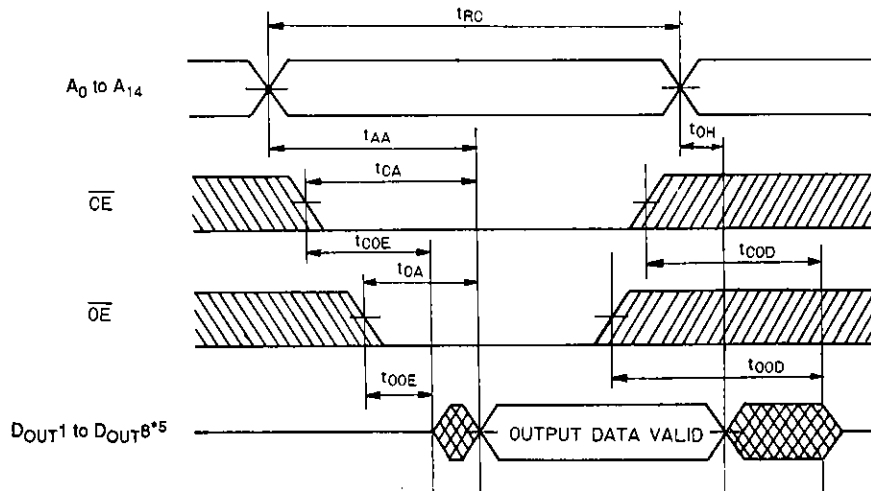 tRC
A0 to A14
tOH
tAA
tCA
CE
tCOE
tCOD
tOA
OE
tOOE
tOOD
DOUT1 to DOUT8*5
OUTPUT DATA VALID